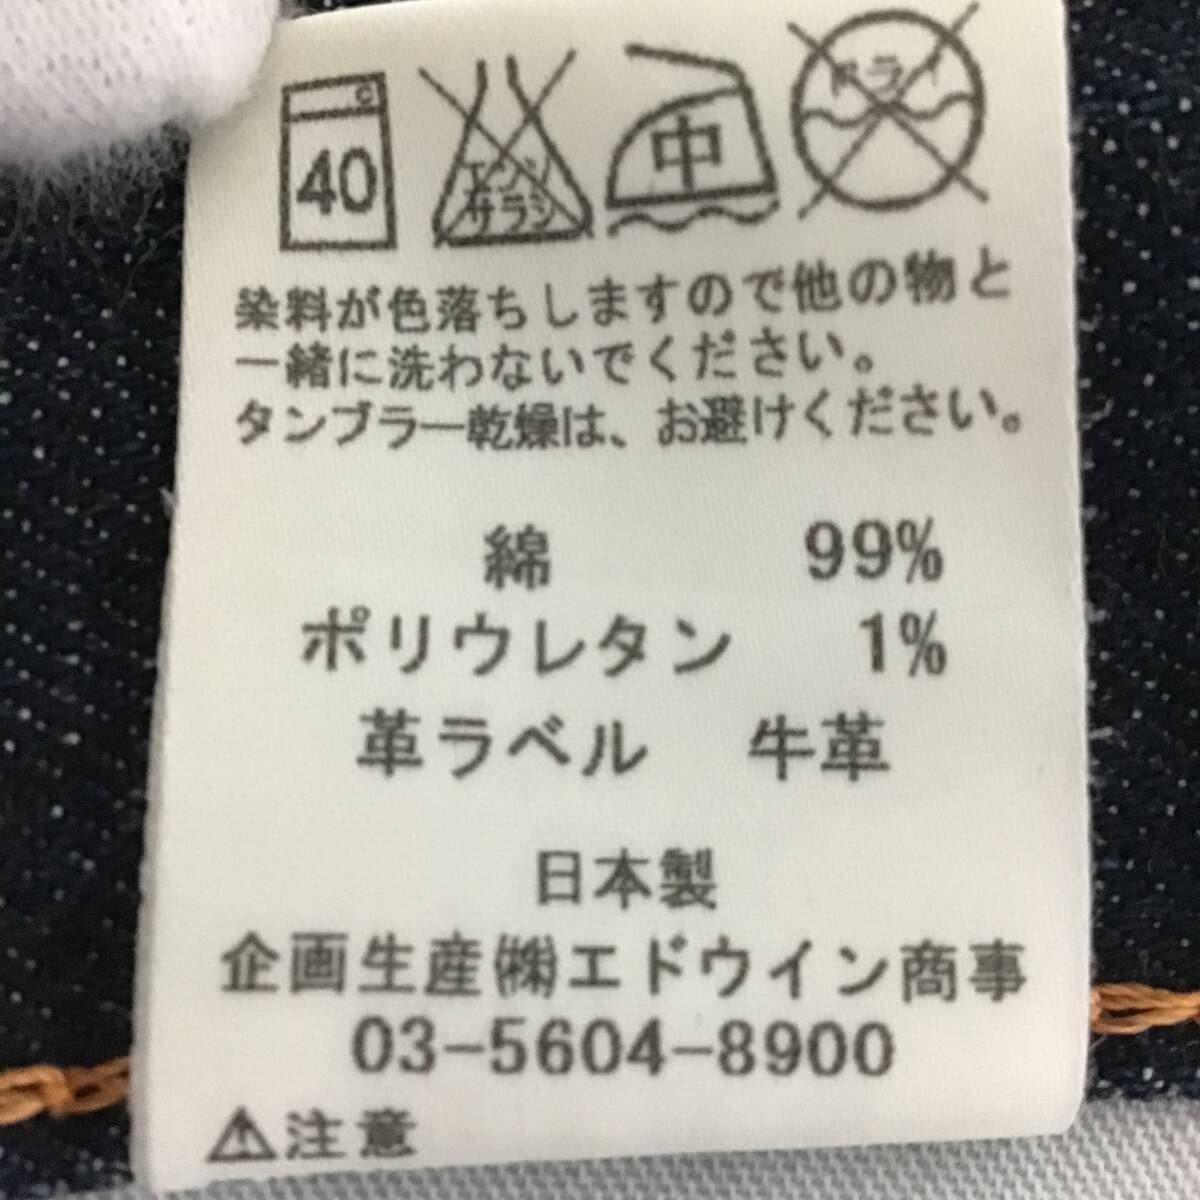 C
40
エンソ
サラシ
中
ドライ
染料が色落ちしますので他の物と
一緒に洗わないでください。
タンブラー乾燥は、お避けください。
綿 99%
ポリウレタン 1%
革ラベル 牛革
日本製
企画生産㈱エドウイン商事
03-5604-8900
⚠注意